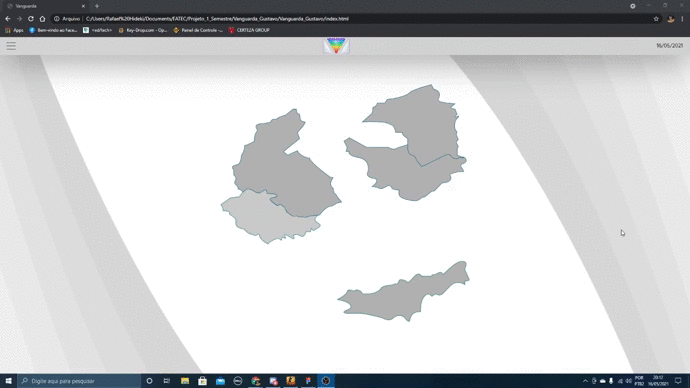 Vanguarda
Arquivo | C:/Users/Rafael%20Hideki/Documents/FATEC/Projeto_1_Semestre/Vanguarda_Gustavo/Vanguarda_Gustavo/index.html
Apps
Bem-vindo ao Face...
<ed/tech>
Key-Drop.com - Op...
Painel de Controle -...
CERTEZA GROUP
16/05/2021
Digite aqui para pesquisar
POR
PTB2
20:17
16/05/2021